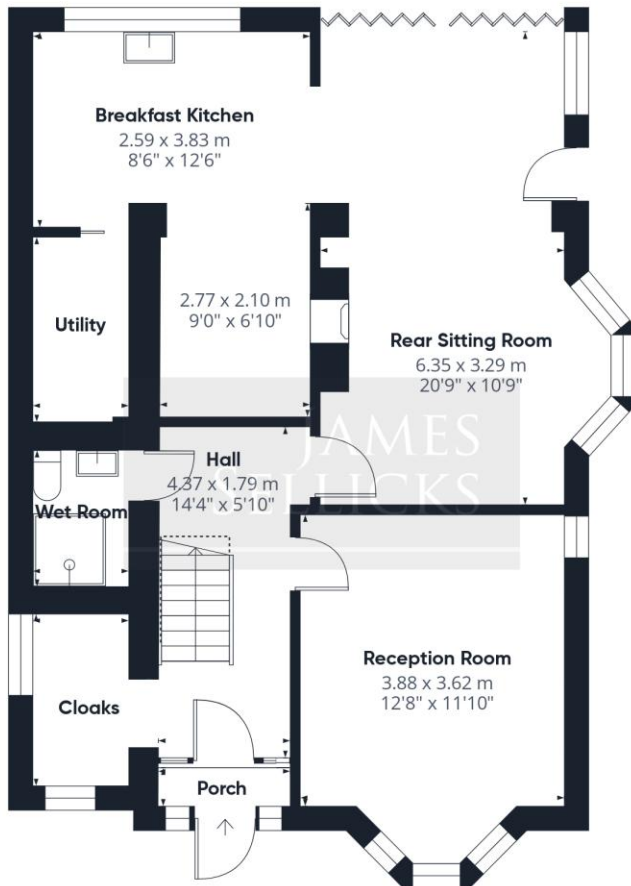 Breakfast Kitchen
2.59 x 3.83 m
8'6" x 12'6"
Utility
2.77 x 2.10 m
9'0" x 6'10"
Rear Sitting Room
6.35 x 3.29 m
20'9" x 10'9"
JAMES
SELLICKS
Hall
4.37 x 1.79 m
14'4" x 5'10"
Wet Room
Reception Room
3.88 x 3.62 m
12'8" x 11'10"
Cloaks
Porch